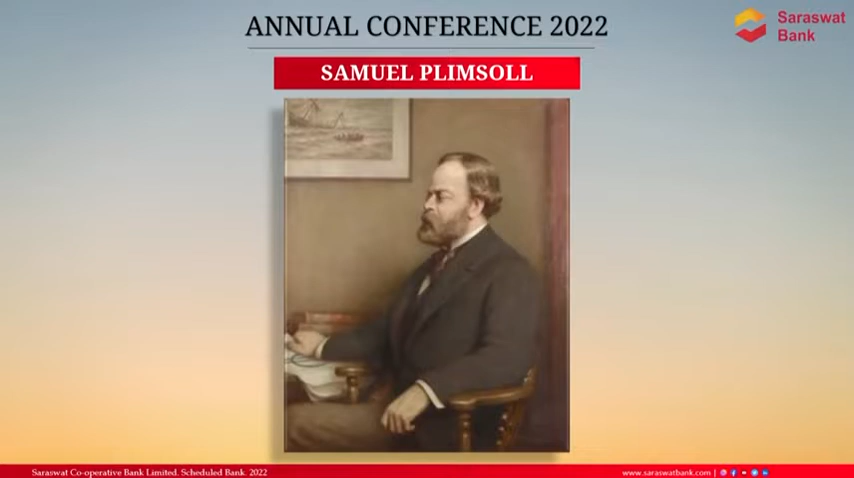 ANNUAL CONFERENCE 2022
Saraswat
Bank
SAMUEL PLIMSOLL
Saraswat Co-operative Bank Limited. Scheduled Bank. 2022
www.saraswatbank.com |